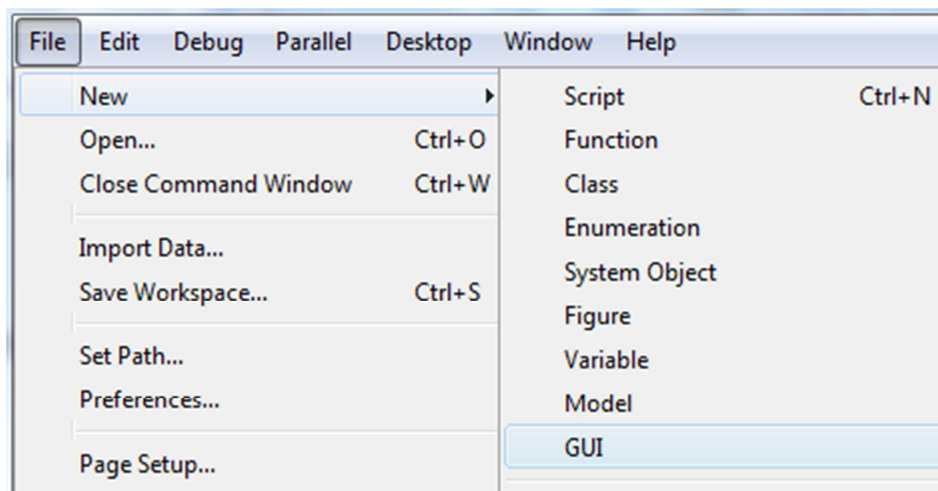 File Edit Debug Parallel Desktop Window Help
New
Open... Ctrl+O
Close Command Window Ctrl+W
Import Data...
Save Workspace... Ctrl+S
Set Path...
Preferences...
Page Setup...
Script Ctrl+N
Function
Class
Enumeration
System Object
Figure
Variable
Model
GUI